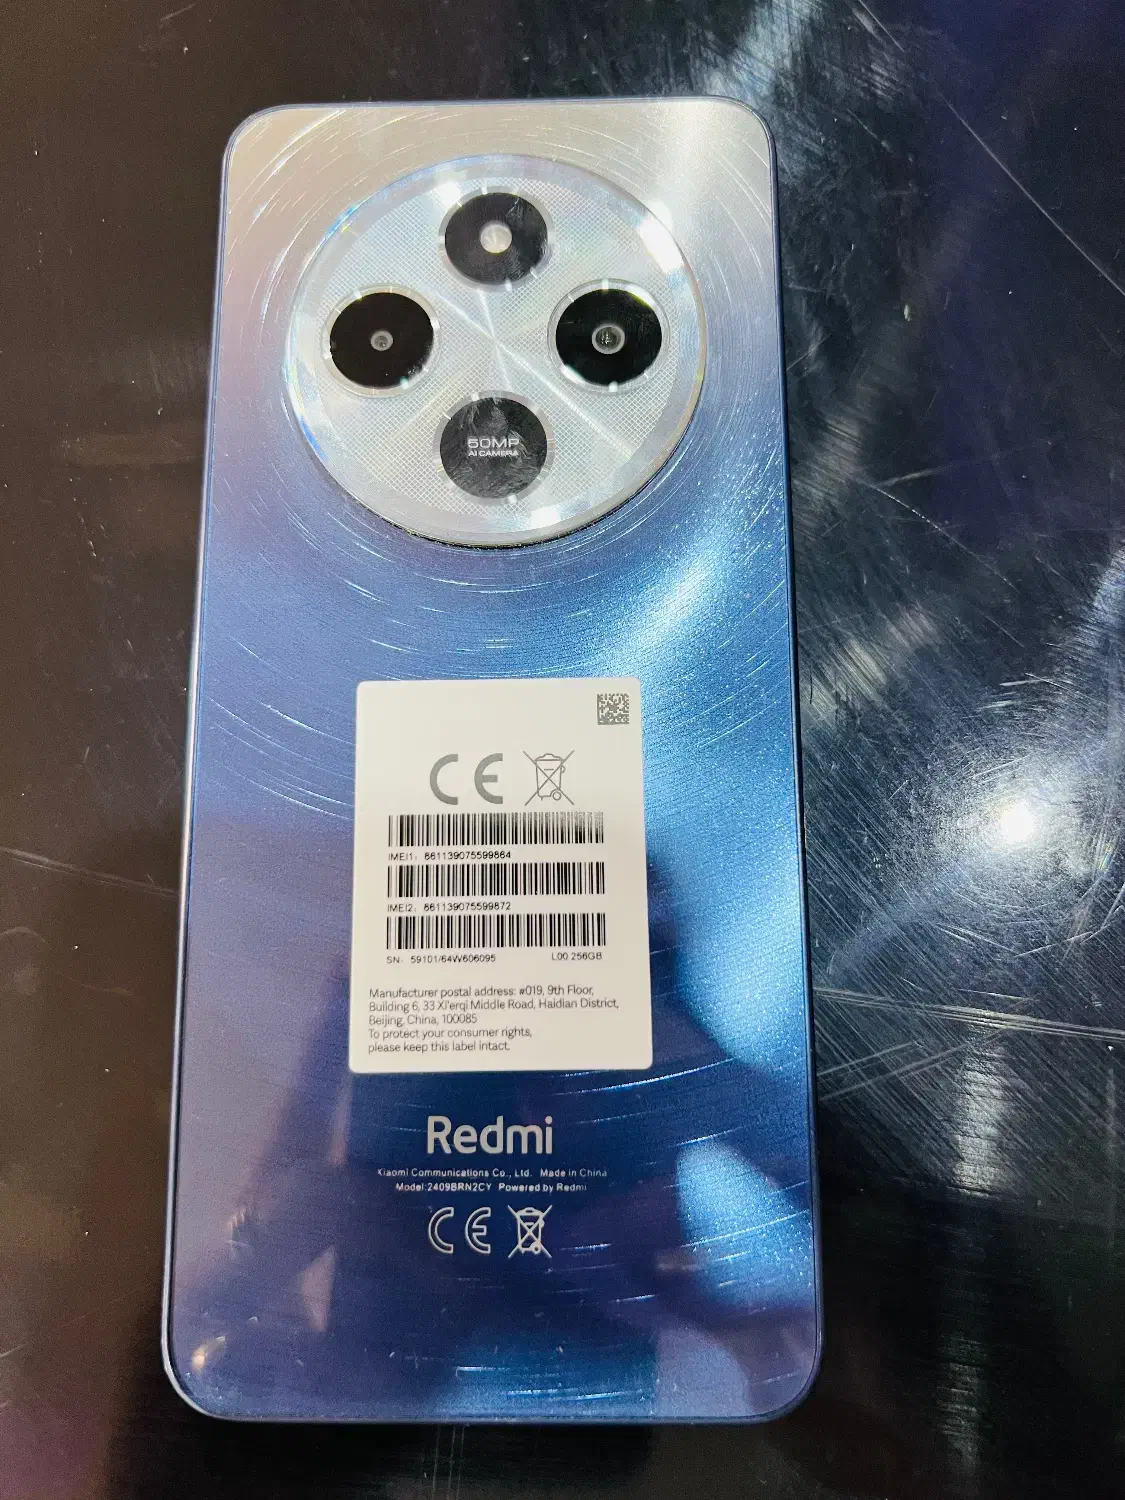 50MP
AI CAMERA
CE
IMEI1: 861139075599864
IMEI2: 861139075599872
SN: 59101/64W606095 L00 256GB
Manufacturer postal address: #019, 9th Floor,
Building 6, 33 Xi'erqi Middle Road, Haidian District,
Beijing, China, 100085
To protect your consumer rights,
please keep this label intact.
Redmi
Xiaomi Communications Co., Ltd. Made in China
Model:2409BRN2CY Powered by Redmi
CE